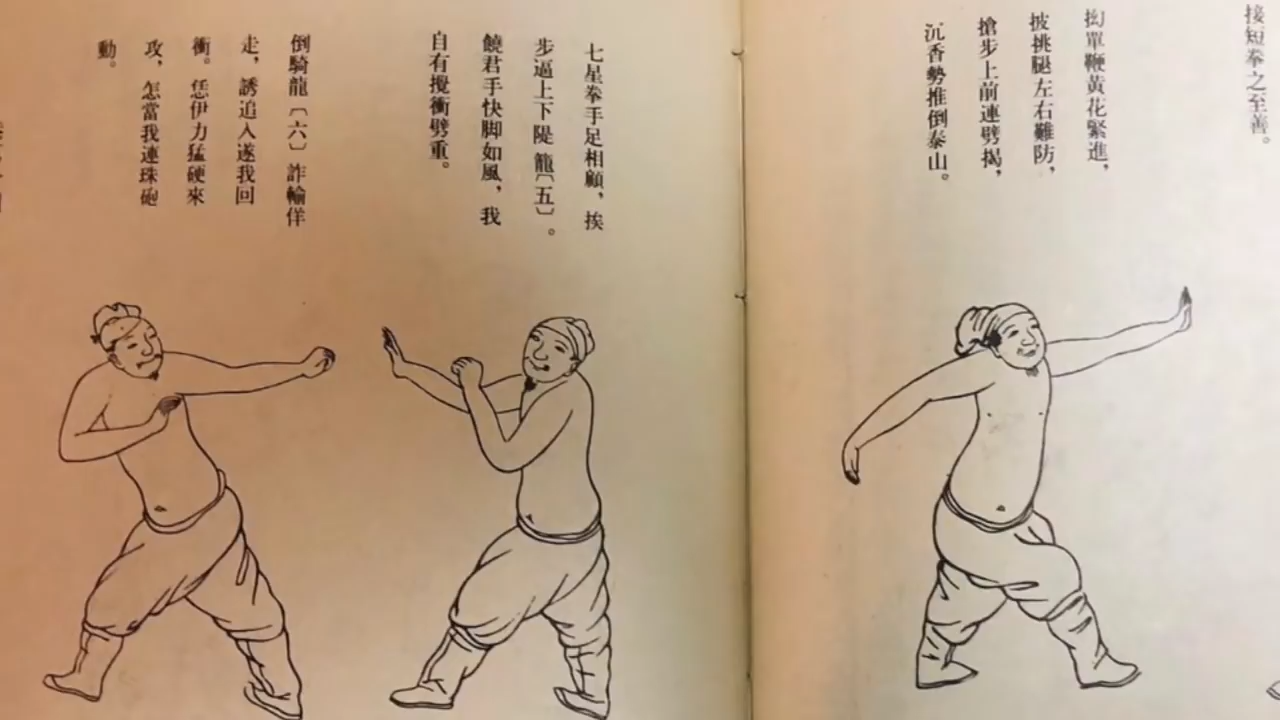 接短拳之至善。
抝單鞭黃花緊進，
披挑腿左右難防，
搶步上前連劈揭，
沉香勢推倒泰山。
七星拳手足相顧，挨
步逼上下隄龍〔五〕。
饒君手快脚如風，我
自有攪衝劈重。
倒騎龍〔六〕詐輸佯
走，誘追入遂我回
衝。恁伊力猛硬來
攻，怎當我連珠砲
動。